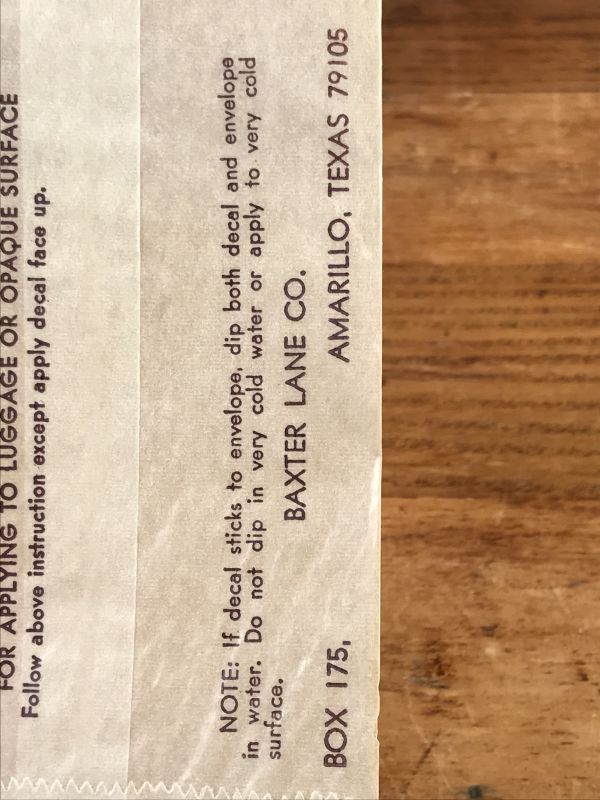 FOR APPLYING TO LUGGAGE OR OPAQUE SURFACE
Follow above instruction except apply decal face up.
NOTE: If decal sticks to envelope, dip both decal and envelope
in water. Do not dip in very cold water or apply to very cold
surface.
BAXTER LANE CO.
BOX 175, AMARILLO, TEXAS 79105